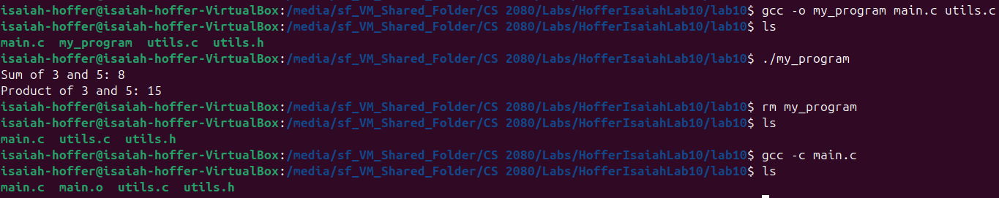 isaiah-hoffer@isaiah-hoffer-VirtualBox:/media/sf_VM_Shared_Folder/CS 2080/Labs/HofferIsaiahLab10/lab10$ gcc -o my_program main.c utils.c
isaiah-hoffer@isaiah-hoffer-VirtualBox:/media/sf_VM_Shared_Folder/CS 2080/Labs/HofferIsaiahLab10/lab10$ ls
main.c  my_program  utils.c  utils.h
isaiah-hoffer@isaiah-hoffer-VirtualBox:/media/sf_VM_Shared_Folder/CS 2080/Labs/HofferIsaiahLab10/lab10$ ./my_program
Sum of 3 and 5: 8
Product of 3 and 5: 15
isaiah-hoffer@isaiah-hoffer-VirtualBox:/media/sf_VM_Shared_Folder/CS 2080/Labs/HofferIsaiahLab10/lab10$ rm my_program
isaiah-hoffer@isaiah-hoffer-VirtualBox:/media/sf_VM_Shared_Folder/CS 2080/Labs/HofferIsaiahLab10/lab10$ ls
main.c  utils.c  utils.h
isaiah-hoffer@isaiah-hoffer-VirtualBox:/media/sf_VM_Shared_Folder/CS 2080/Labs/HofferIsaiahLab10/lab10$ gcc -c main.c
isaiah-hoffer@isaiah-hoffer-VirtualBox:/media/sf_VM_Shared_Folder/CS 2080/Labs/HofferIsaiahLab10/lab10$ ls
main.c  main.o  utils.c  utils.h